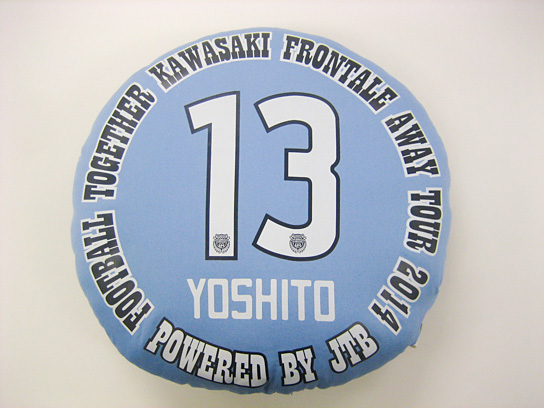 FOOTBALL TOGETHER KAWASAKI FRONTALE AWAY TOUR 2014
13
YOSHITO
POWERED BY JTB